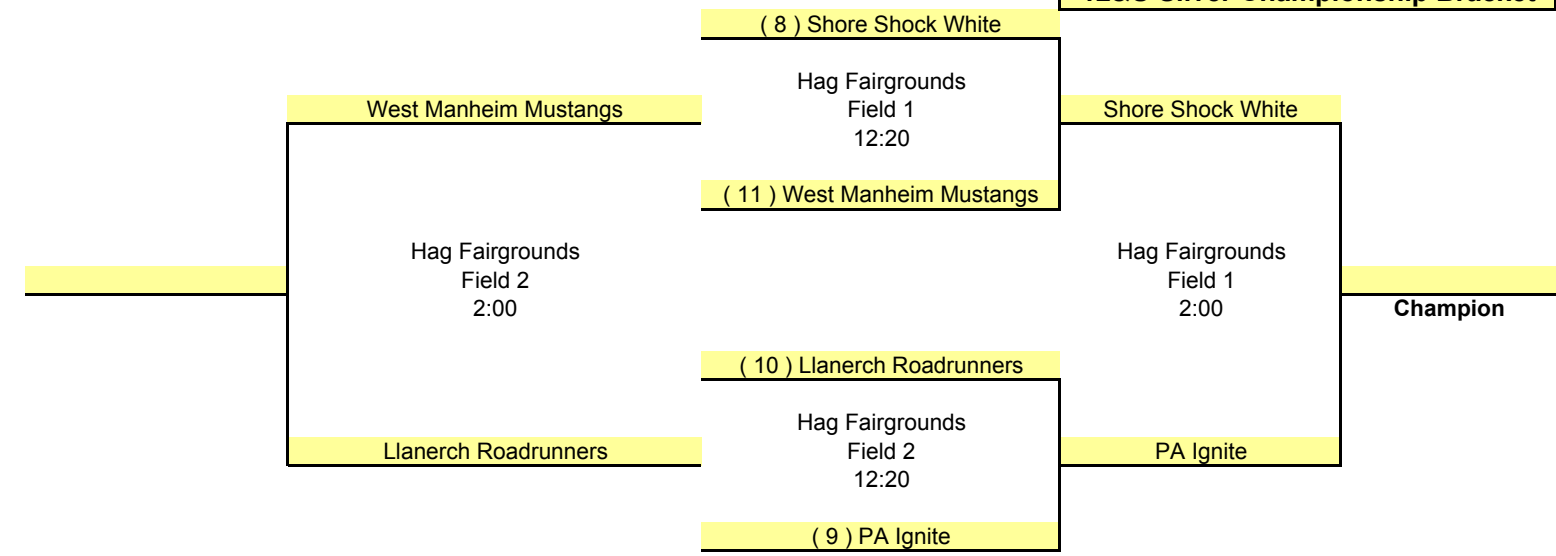 ( 8 ) Shore Shock White
Hag Fairgrounds
West Manheim Mustangs Field 1 Shore Shock White
12:20
( 11 ) West Manheim Mustangs
Hag Fairgrounds Hag Fairgrounds
Field 2 Field 1
2:00 2:00 Champion
( 10 ) Llanerch Roadrunners
Hag Fairgrounds
Llanerch Roadrunners Field 2 PA Ignite
12:20
( 9 ) PA Ignite